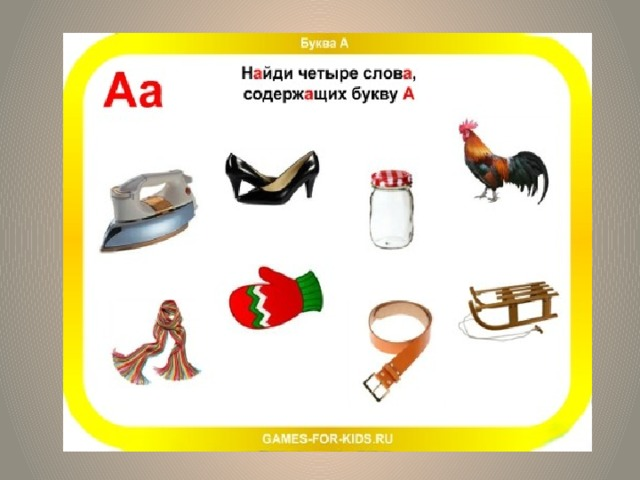 Буква А
Найди четыре слова,
содержащих букву А
Аа
GAMES-FOR-KIDS.RU